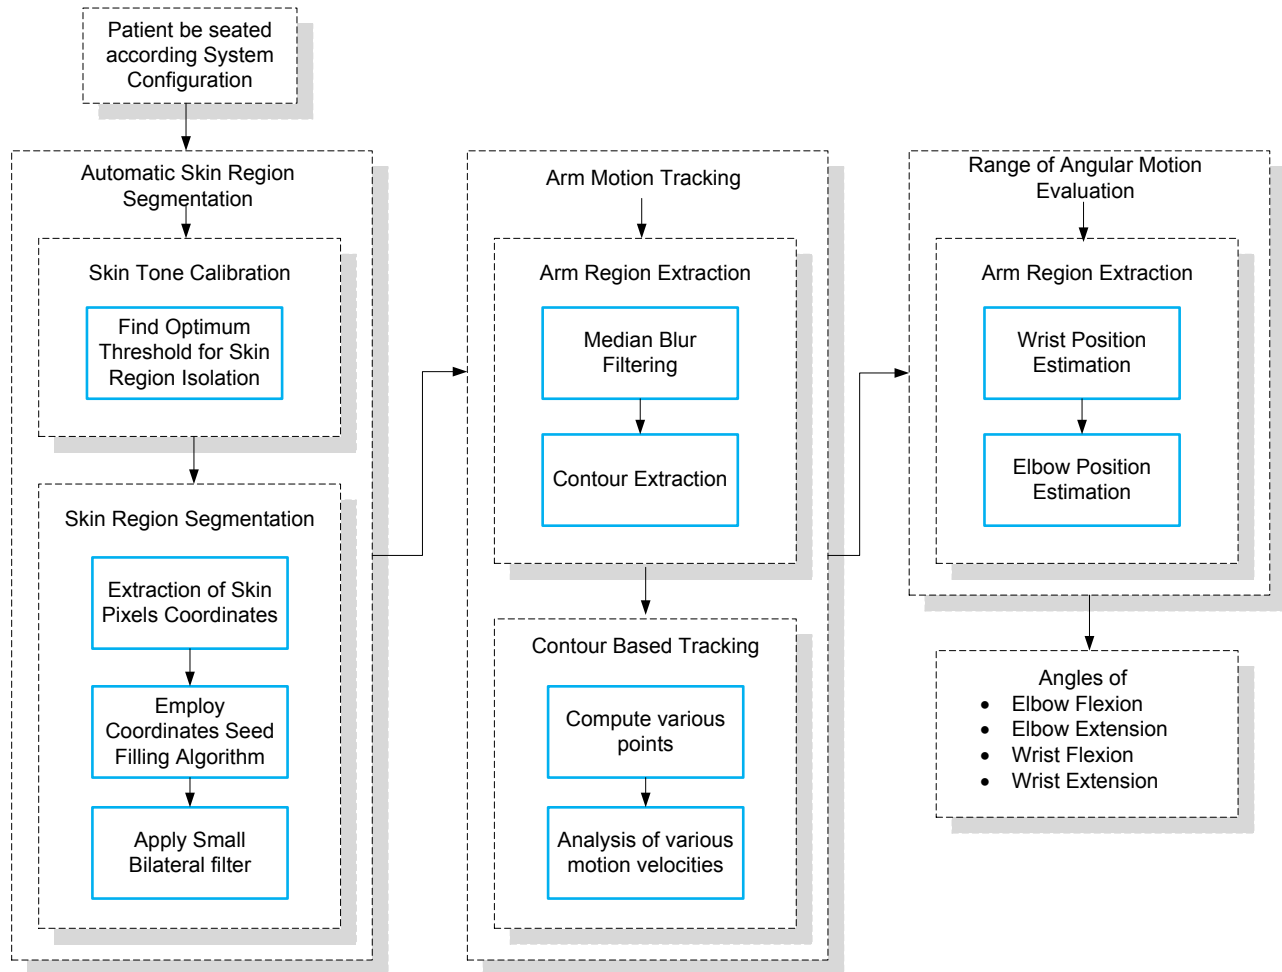 Patient be seated
according System
Configuration
Automatic Skin Region
Segmentation
Skin Tone Calibration
Find Optimum
Threshold for Skin
Region Isolation
Skin Region Segmentation
Extraction of Skin
Pixels Coordinates
Employ
Coordinates Seed
Filling Algorithm
Apply Small
Bilateral filter
Arm Motion Tracking
Arm Region Extraction
Median Blur
Filtering
Contour Extraction
Contour Based Tracking
Compute various
points
Analysis of various
motion velocities
Range of Angular Motion
Evaluation
Arm Region Extraction
Wrist Position
Estimation
Elbow Position
Estimation
Angles of
• Elbow Flexion
• Elbow Extension
• Wrist Flexion
• Wrist Extension